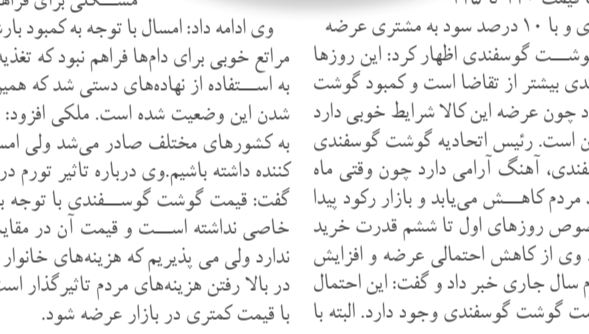 ی و با ۱۰ درصد سود به مشتری عرضه
گوشت گوسفندی اظهار کرد: این روزها
ندی بیشتر از تقاضا است و کمبود گوشت
د چون عرضه این کالا شرایط خوبی دارد
ن است. رئیس اتحادیه گوشت گوسفندی
فندی، آهنگ آرامی دارد چون وقتی ماه
مردم کاهش می‌یابد و بازار رکود پیدا
صوص روزهای اول تا ششم قدرت خرید
وی از کاهش احتمالی عرضه و افزایش
م سال جاری خبر داد و گفت: این احتمال
ت گوشت گوسفندی وجود دارد. البته با
وی ادامه داد: امسال با توجه به کمبود بار
مراتع خوبی برای دام‌ها فراهم نبود که تغذیه
به استفاده از نهاده‌های دستی شد که همین
شدن این وضعیت شده است. ملکی افزود:
به کشورهای مختلف صادر می‌شد ولی امس
کننده داشته باشیم.وی درباره تاثیر تورم در
گفت: قیمت گوشت گوسفندی با توجه ب
خاصی نداشته است و قیمت آن در مقای
ندارد ولی می پذیریم که هزینه‌های خانوار
در بالا رفتن هزینه‌های مردم تاثیرگذار است
با قیمت کمتری در بازار عرضه شود.